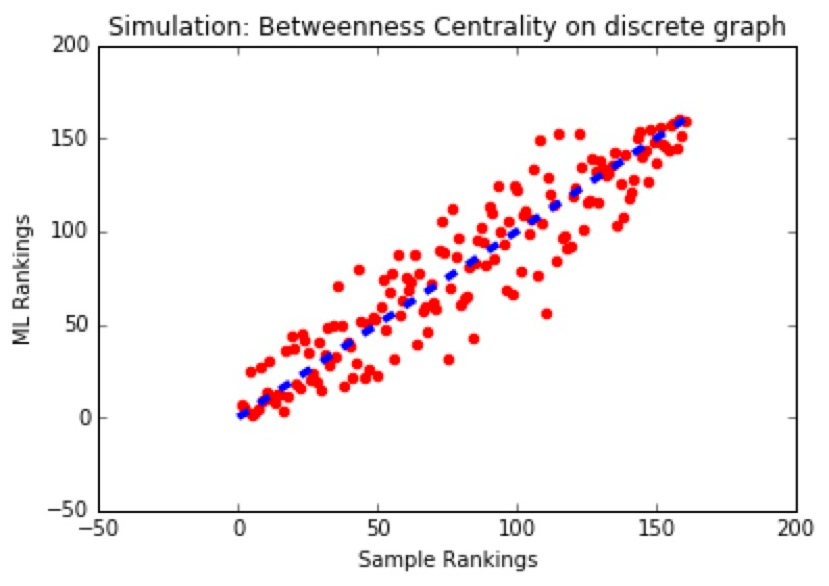 Simulation: Betweenness Centrality on discrete graph
200
150
100
50
0
−50
ML Rankings
−50 0 50 100 150 200
Sample Rankings